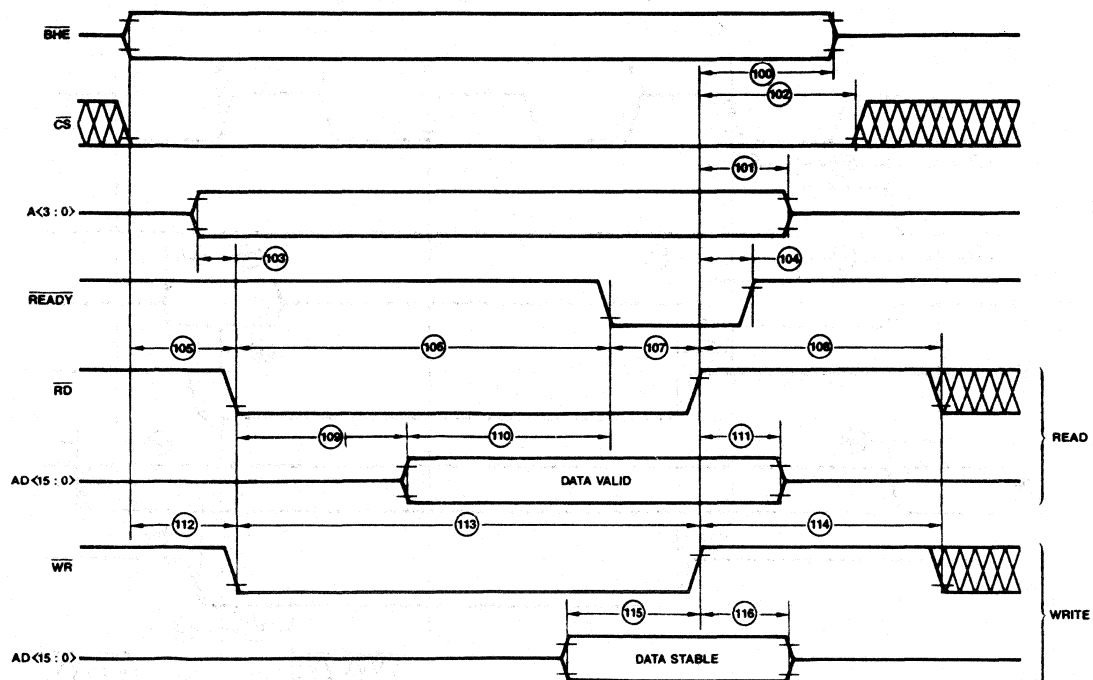 BHE
100
102
CS
101
A<3 : 0>
103
104
READY
105
106
107
108
RD
READ
109
110
111
AD<15 : 0>
DATA VALID
112
113
114
WR
115
116
WRITE
AD<15 : 0>
DATA STABLE